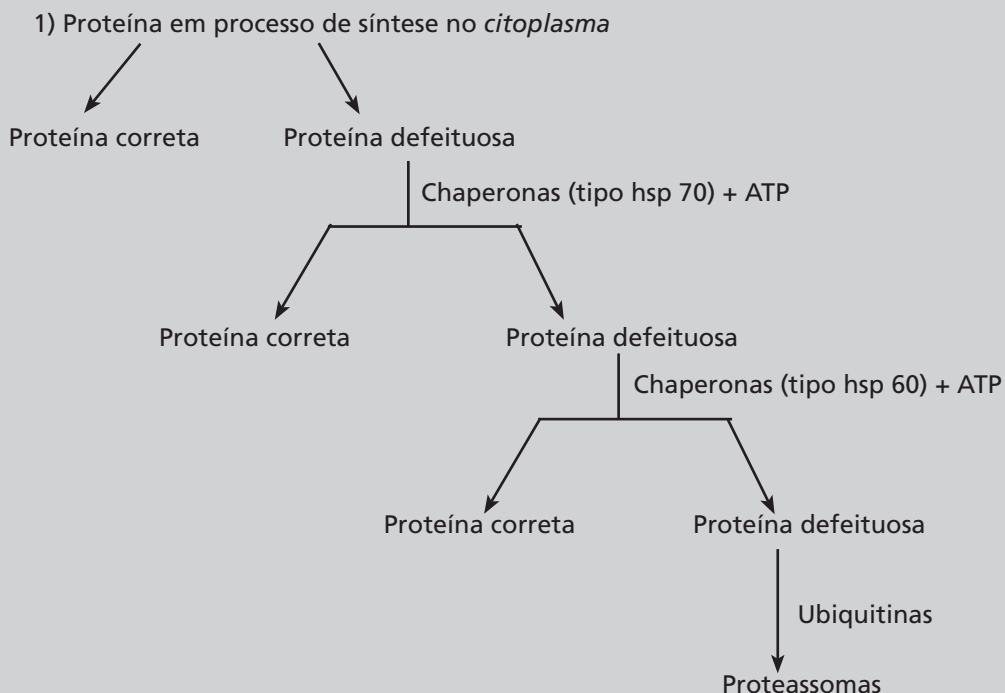 1) Proteína em processo de síntese no citoplasma
Proteína correta
Proteína defeituosa
Chaperonas (tipo hsp 70) + ATP
Proteína correta
Proteína defeituosa
Chaperonas (tipo hsp 60) + ATP
Proteína correta
Proteína defeituosa
Ubiquitinas
Proteassomas